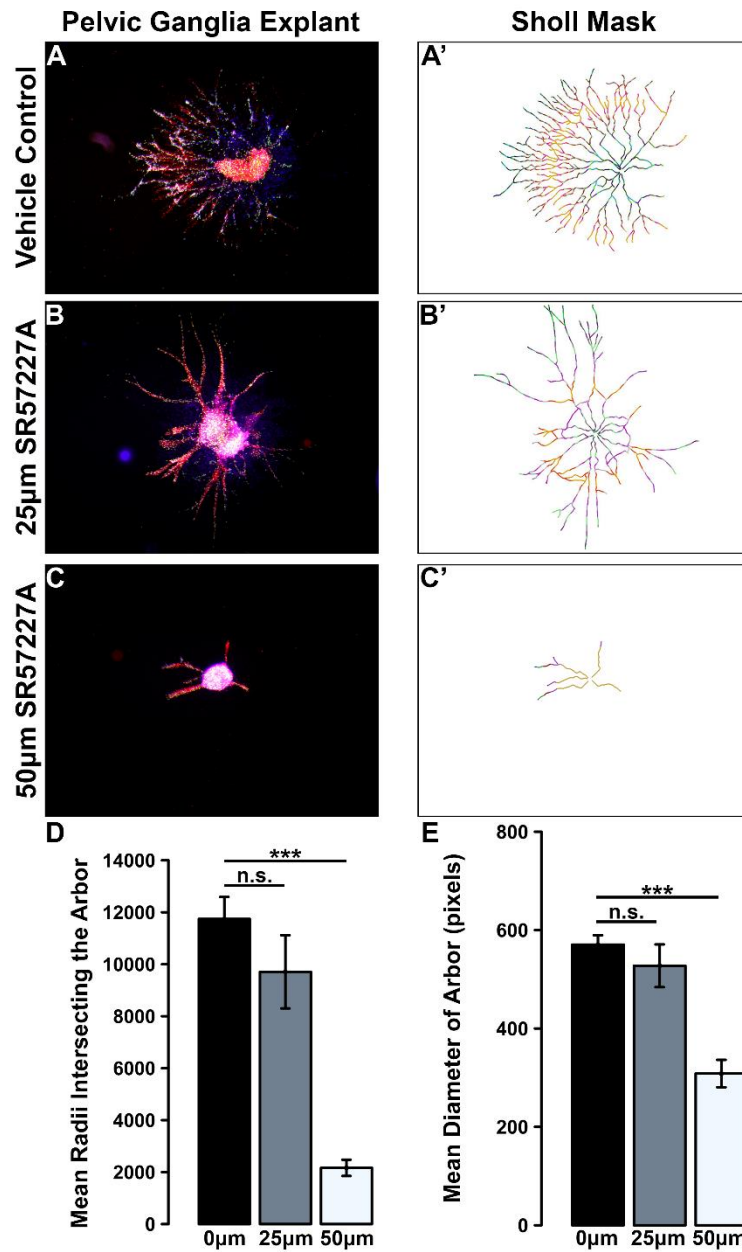 Pelvic Ganglia Explant
Sholl Mask
Vehicle Control
A
A'
25µm SR57227A
B
B'
50µm SR57227A
C
C'
D
Mean Radii Intersecting the Arbor
14000
12000
10000
8000
6000
4000
2000
0
***
n.s.
0µm 25µm 50µm
E
Mean Diameter of Arbor (pixels)
800
600
400
200
0
***
n.s.
0µm 25µm 50µm